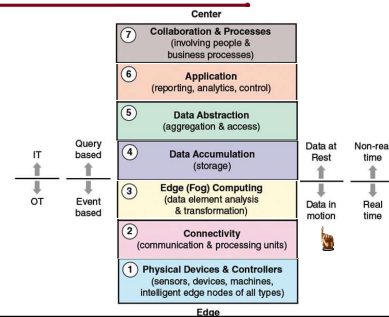 Center
7
Collaboration & Processes
(involving people &
business processes)
6
Application
(reporting, analytics, control)
5
Data Abstraction
(aggregation & access)
4
Data Accumulation
(storage)
3
Edge (Fog) Computing
(data element analysis
& transformation)
2
Connectivity
(communication & processing units)
1
Physical Devices & Controllers
(sensors, devices, machines,
intelligent edge nodes of all types)
Edge
IT
OT
Query
based
Event
based
Data at
Rest
Data in
motion
Non-rea
time
Real
time